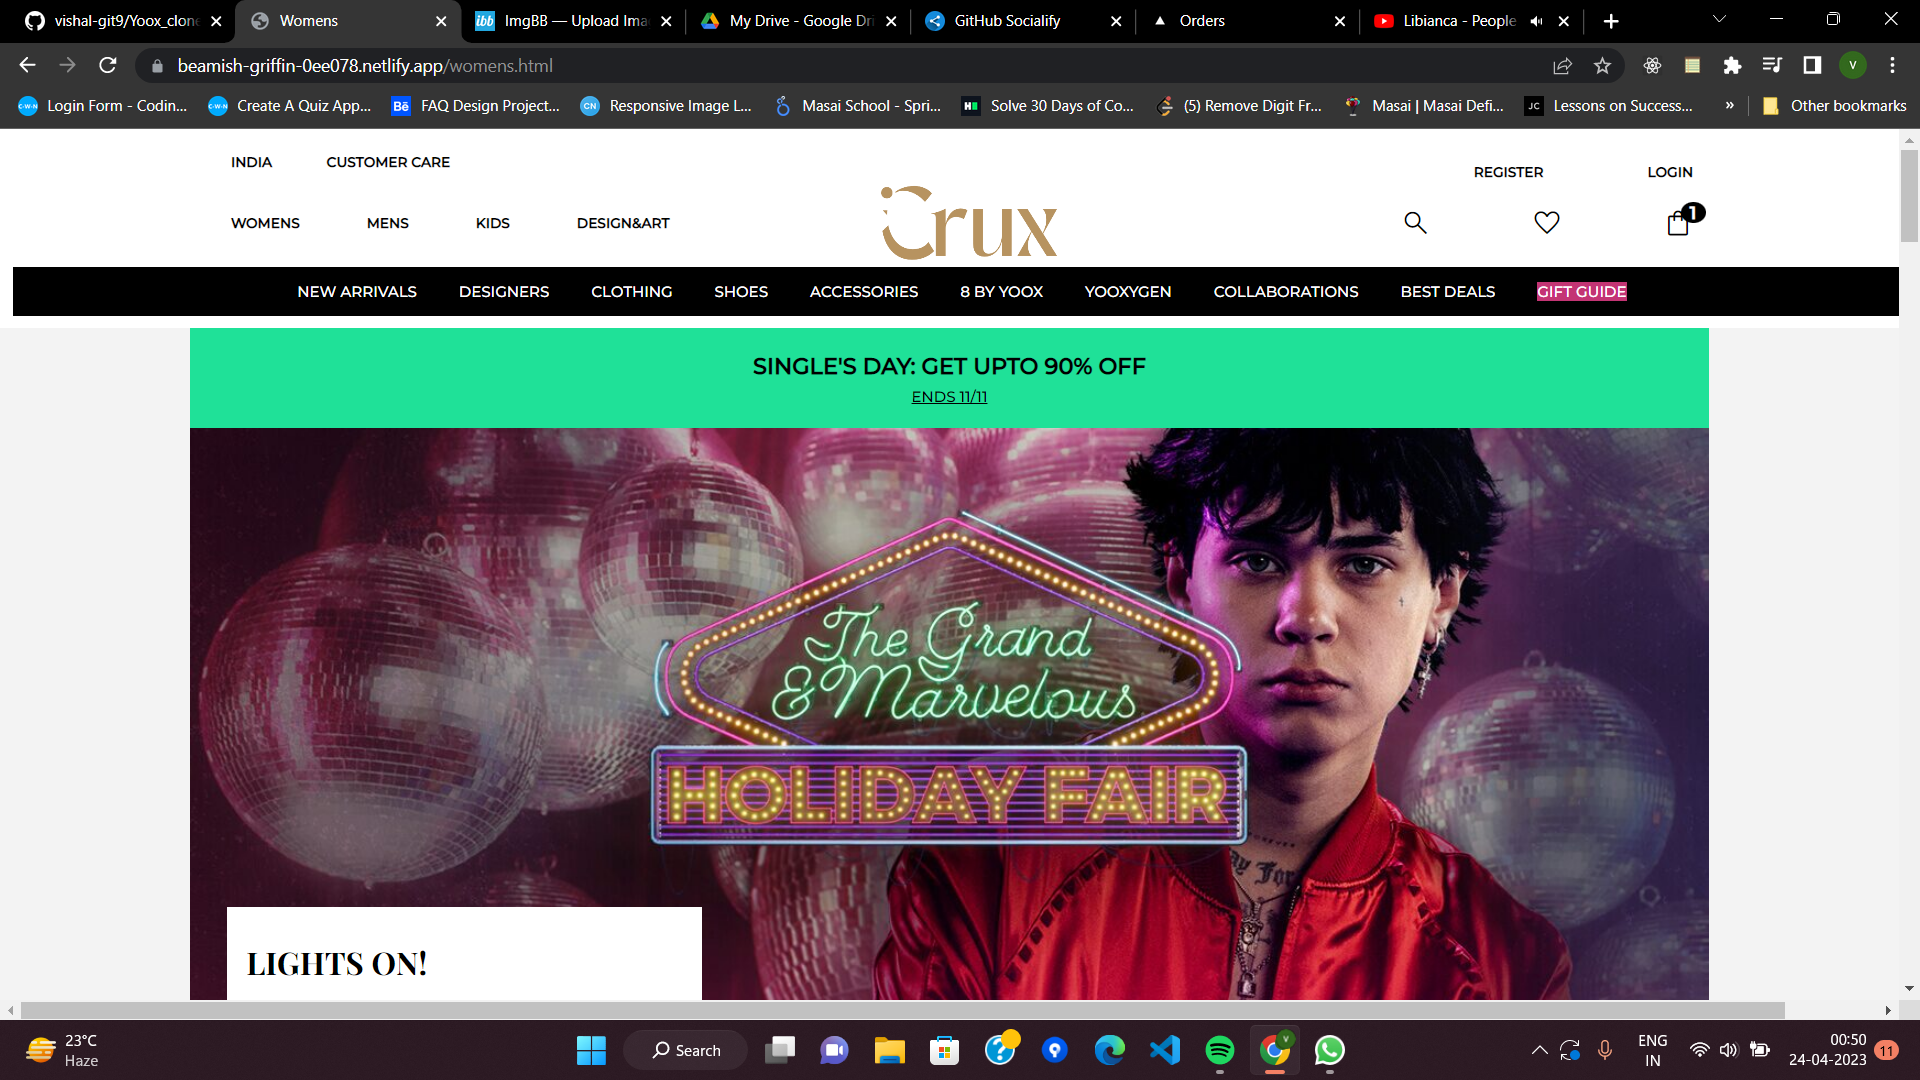 vishal-git9/Yoox_clone
Womens
ImgBB — Upload Ima
My Drive - Google Dri
GitHub Socialify
Orders
Libianca - People
beamish-griffin-0ee078.netlify.app/womens.html
V
Login Form - Codin...
Create A Quiz App...
FAQ Design Project...
Responsive Image L...
Masai School - Spri...
Solve 30 Days of Co...
(5) Remove Digit Fr...
Masai | Masai Defi...
Lessons on Success...
»
Other bookmarks
INDIA
CUSTOMER CARE
REGISTER
LOGIN
WOMENS
MENS
KIDS
DESIGN&ART
Crux
1
NEW ARRIVALS
DESIGNERS
CLOTHING
SHOES
ACCESSORIES
8 BY YOOX
YOOXYGEN
COLLABORATIONS
BEST DEALS
GIFT GUIDE
SINGLE'S DAY: GET UPTO 90% OFF
ENDS 11/11
The Grand
& Marvelous
HOLIDAY FAIR
LIGHTS ON!
23°C
Haze
Search
ENG
IN
00:50
24-04-2023
11